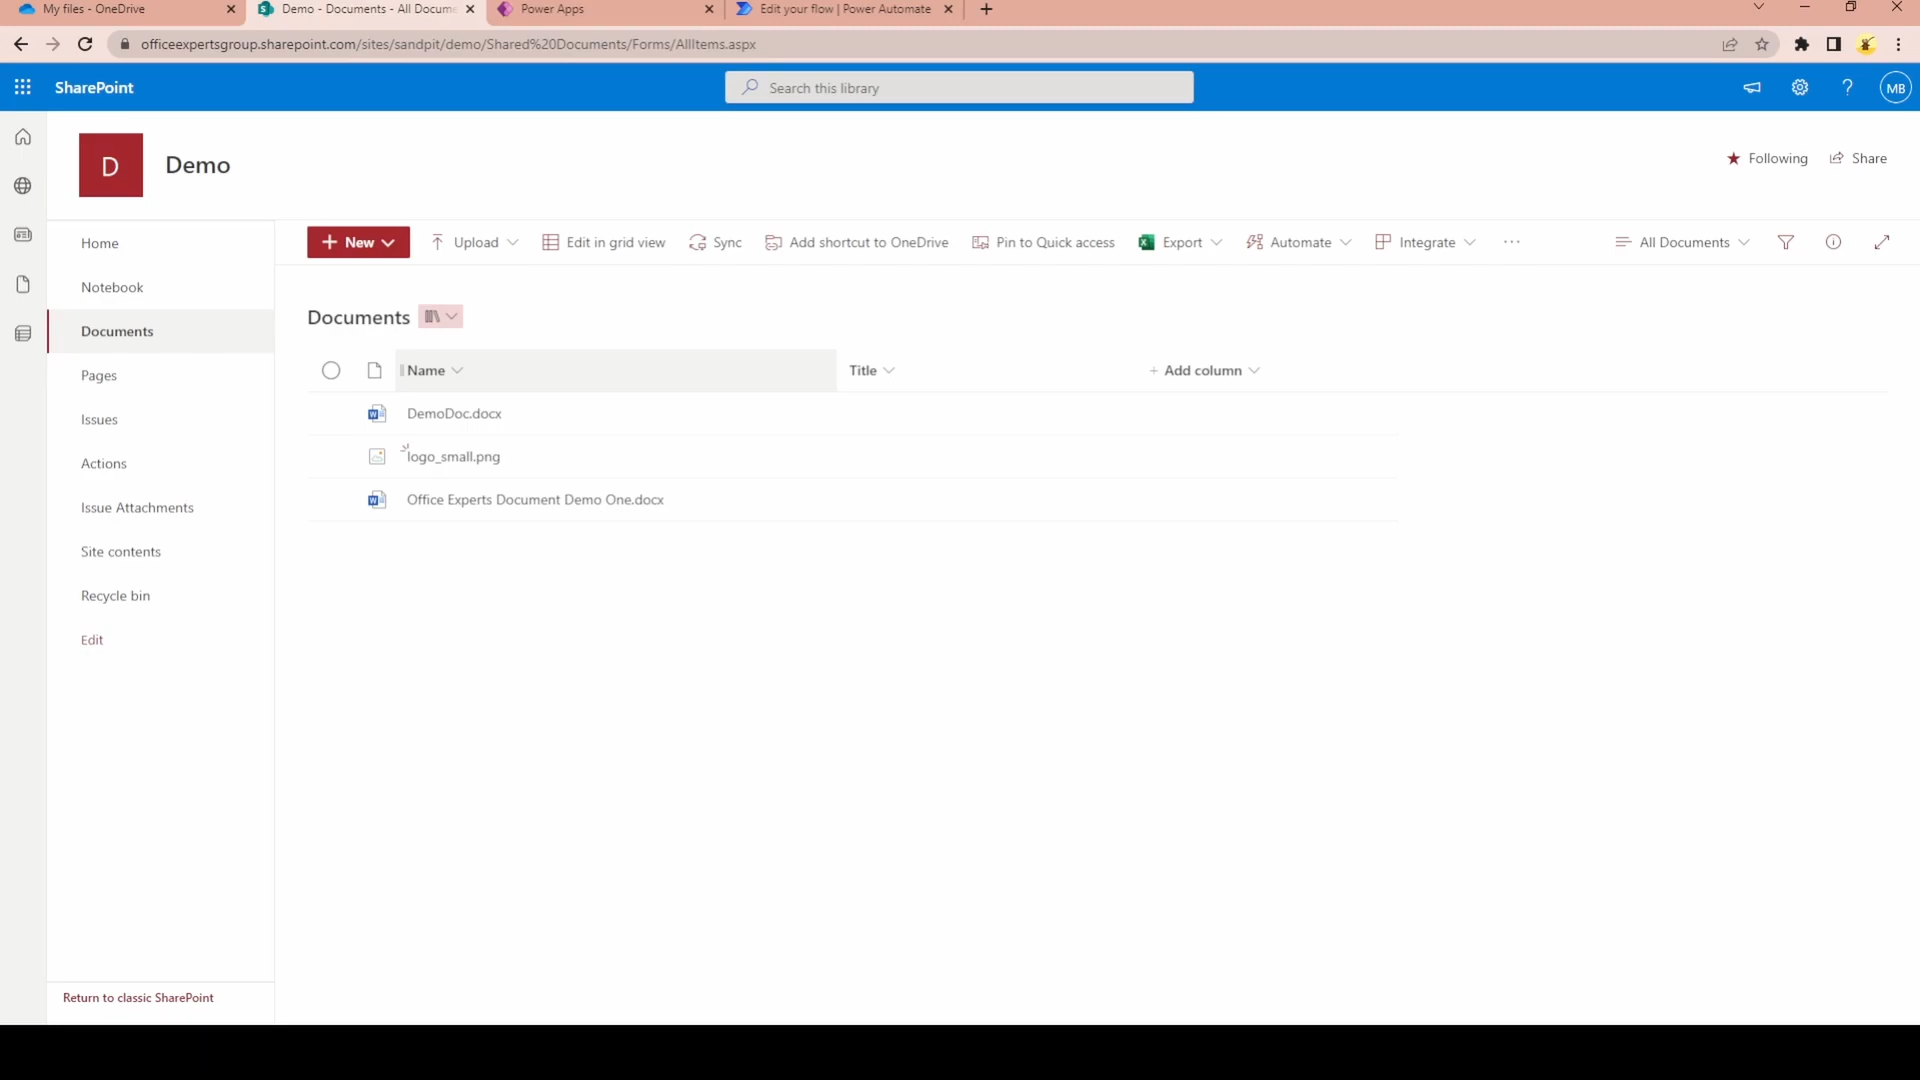 My files - OneDrive
Demo - Documents - All Docume
Power Apps
Edit your flow | Power Automate
officeexpertsgroup.sharepoint.com/sites/sandpit/demo/Shared%20Documents/Forms/AllItems.aspx
SharePoint
Search this library
MB
D
Demo
Following
Share
Home
Notebook
Documents
Pages
Issues
Actions
Issue Attachments
Site contents
Recycle bin
Edit
Return to classic SharePoint
+ New
Upload
Edit in grid view
Sync
Add shortcut to OneDrive
Pin to Quick access
Export
Automate
Integrate
...
All Documents
Documents
Name
Title
+ Add column
DemoDoc.docx
logo_small.png
Office Experts Document Demo One.docx